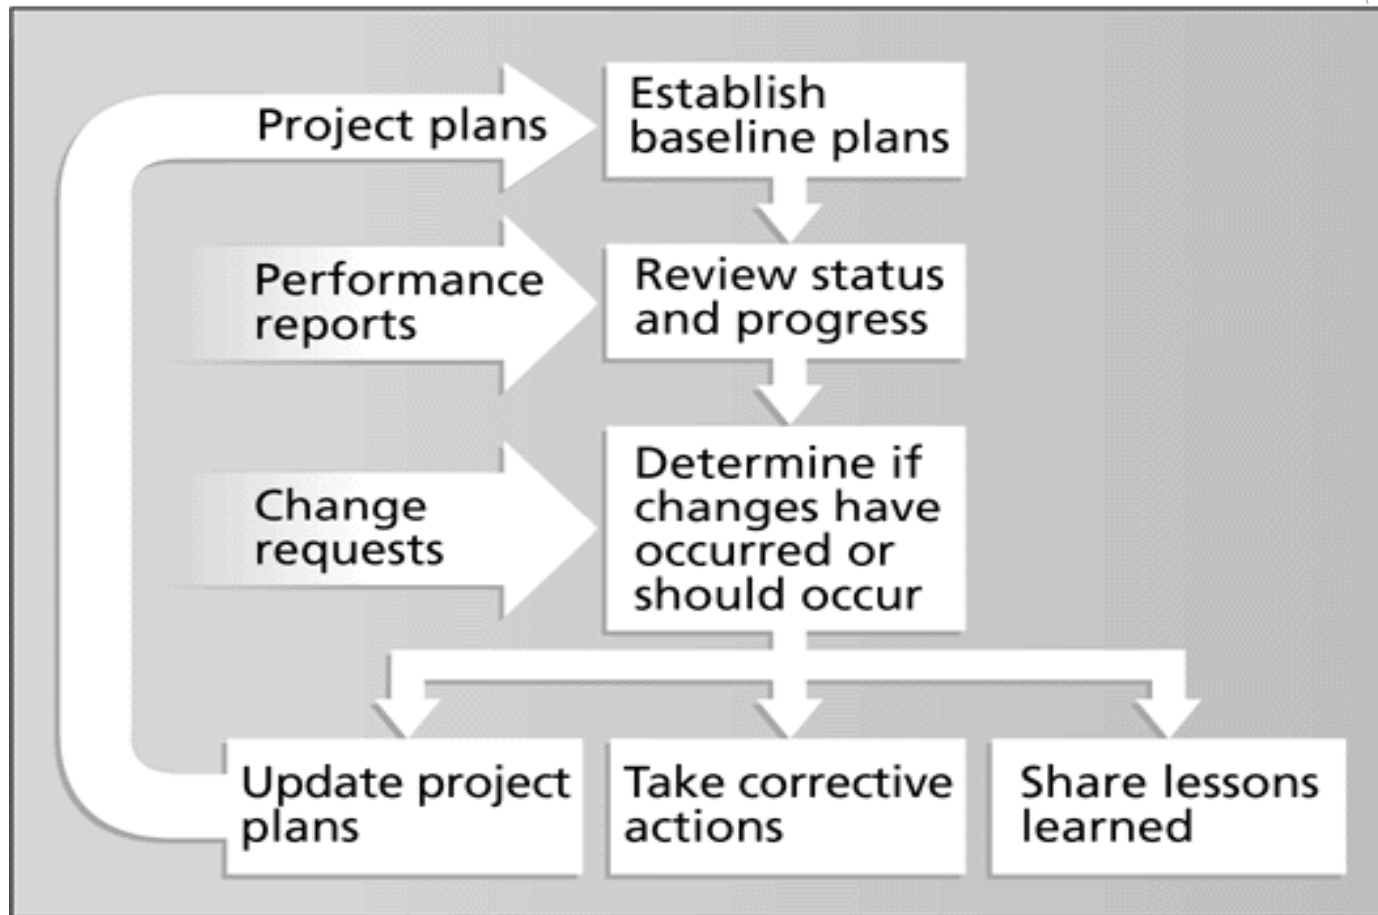 Project plans
Establish
baseline plans
Performance
reports
Review status
and progress
Change
requests
Determine if
changes have
occurred or
should occur
Update project
plans
Take corrective
actions
Share lessons
learned